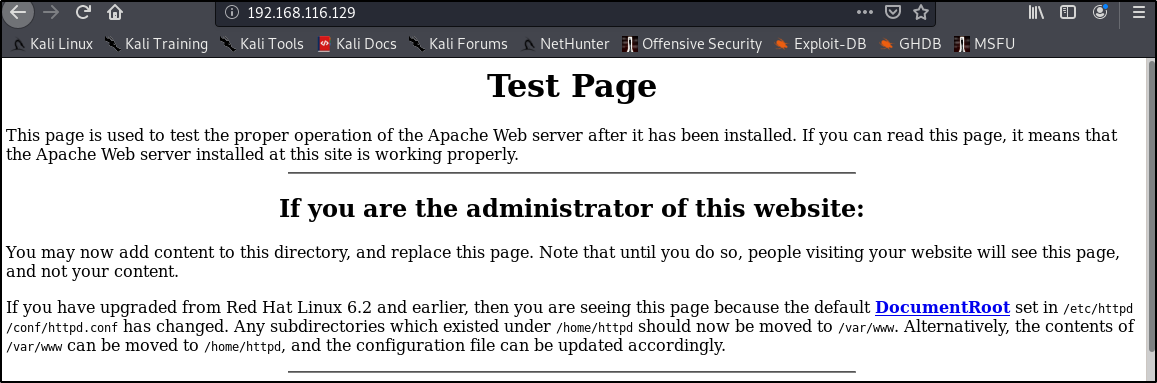 192.168.116.129
Kali Linux Kali Training Kali Tools Kali Docs Kali Forums NetHunter Offensive Security Exploit-DB GHDB MSFU
Test Page
This page is used to test the proper operation of the Apache Web server after it has been installed. If you can read this page, it means that
the Apache Web server installed at this site is working properly.
If you are the administrator of this website:
You may now add content to this directory, and replace this page. Note that until you do so, people visiting your website will see this page,
and not your content.
If you have upgraded from Red Hat Linux 6.2 and earlier, then you are seeing this page because the default DocumentRoot set in /etc/httpd
/conf/httpd.conf has changed. Any subdirectories which existed under /home/httpd should now be moved to /var/www. Alternatively, the contents of
/var/www can be moved to /home/httpd, and the configuration file can be updated accordingly.